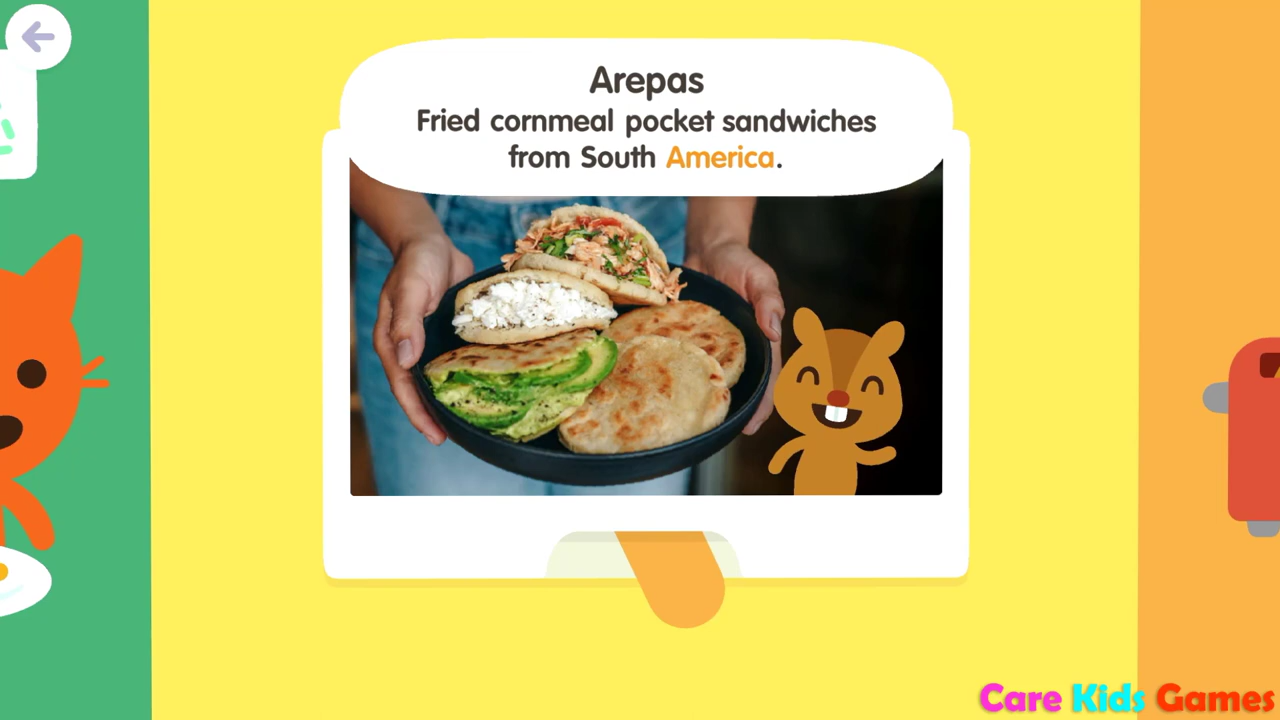 Arepas
Fried cornmeal pocket sandwiches
from South America.
Care Kids Games